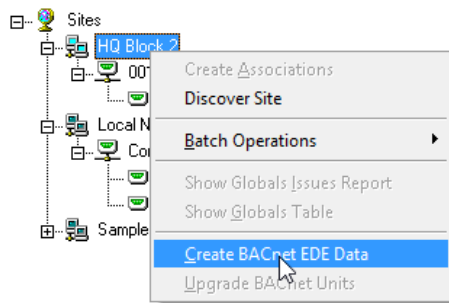 Sites
HQ Block 2
001
Create Associations
Discover Site
Local N
Batch Operations
Con
Show Globals Issues Report
Show Globals Table
Sample
Create BACnet EDE Data
Upgrade BACnet Units